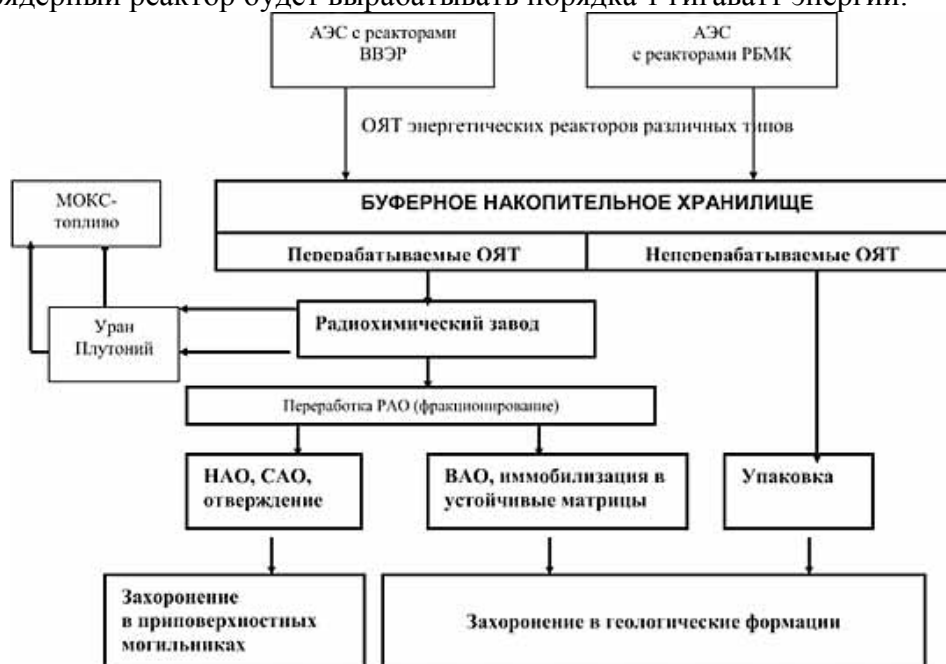 ядерный реактор будет вырабатывать порядка 1 гигаватт энергии.
АЭС с реакторами
ВВЭР
АЭС
с реакторами РБМК
ОЯТ энергетических реакторов различных типов
МОКС-
топливо
БУФЕРНОЕ НАКОПИТЕЛЬНОЕ ХРАНИЛИЩЕ
Перерабатываемые ОЯТ
Неперерабатываемые ОЯТ
Уран
Плутоний
Радиохимический завод
Переработка РАО (фракционирование)
НАО, САО,
отверждение
ВАО, иммобилизация в
устойчивые матрицы
Упаковка
Захоронение
в приповерхностных
могильниках
Захоронение в геологические формации